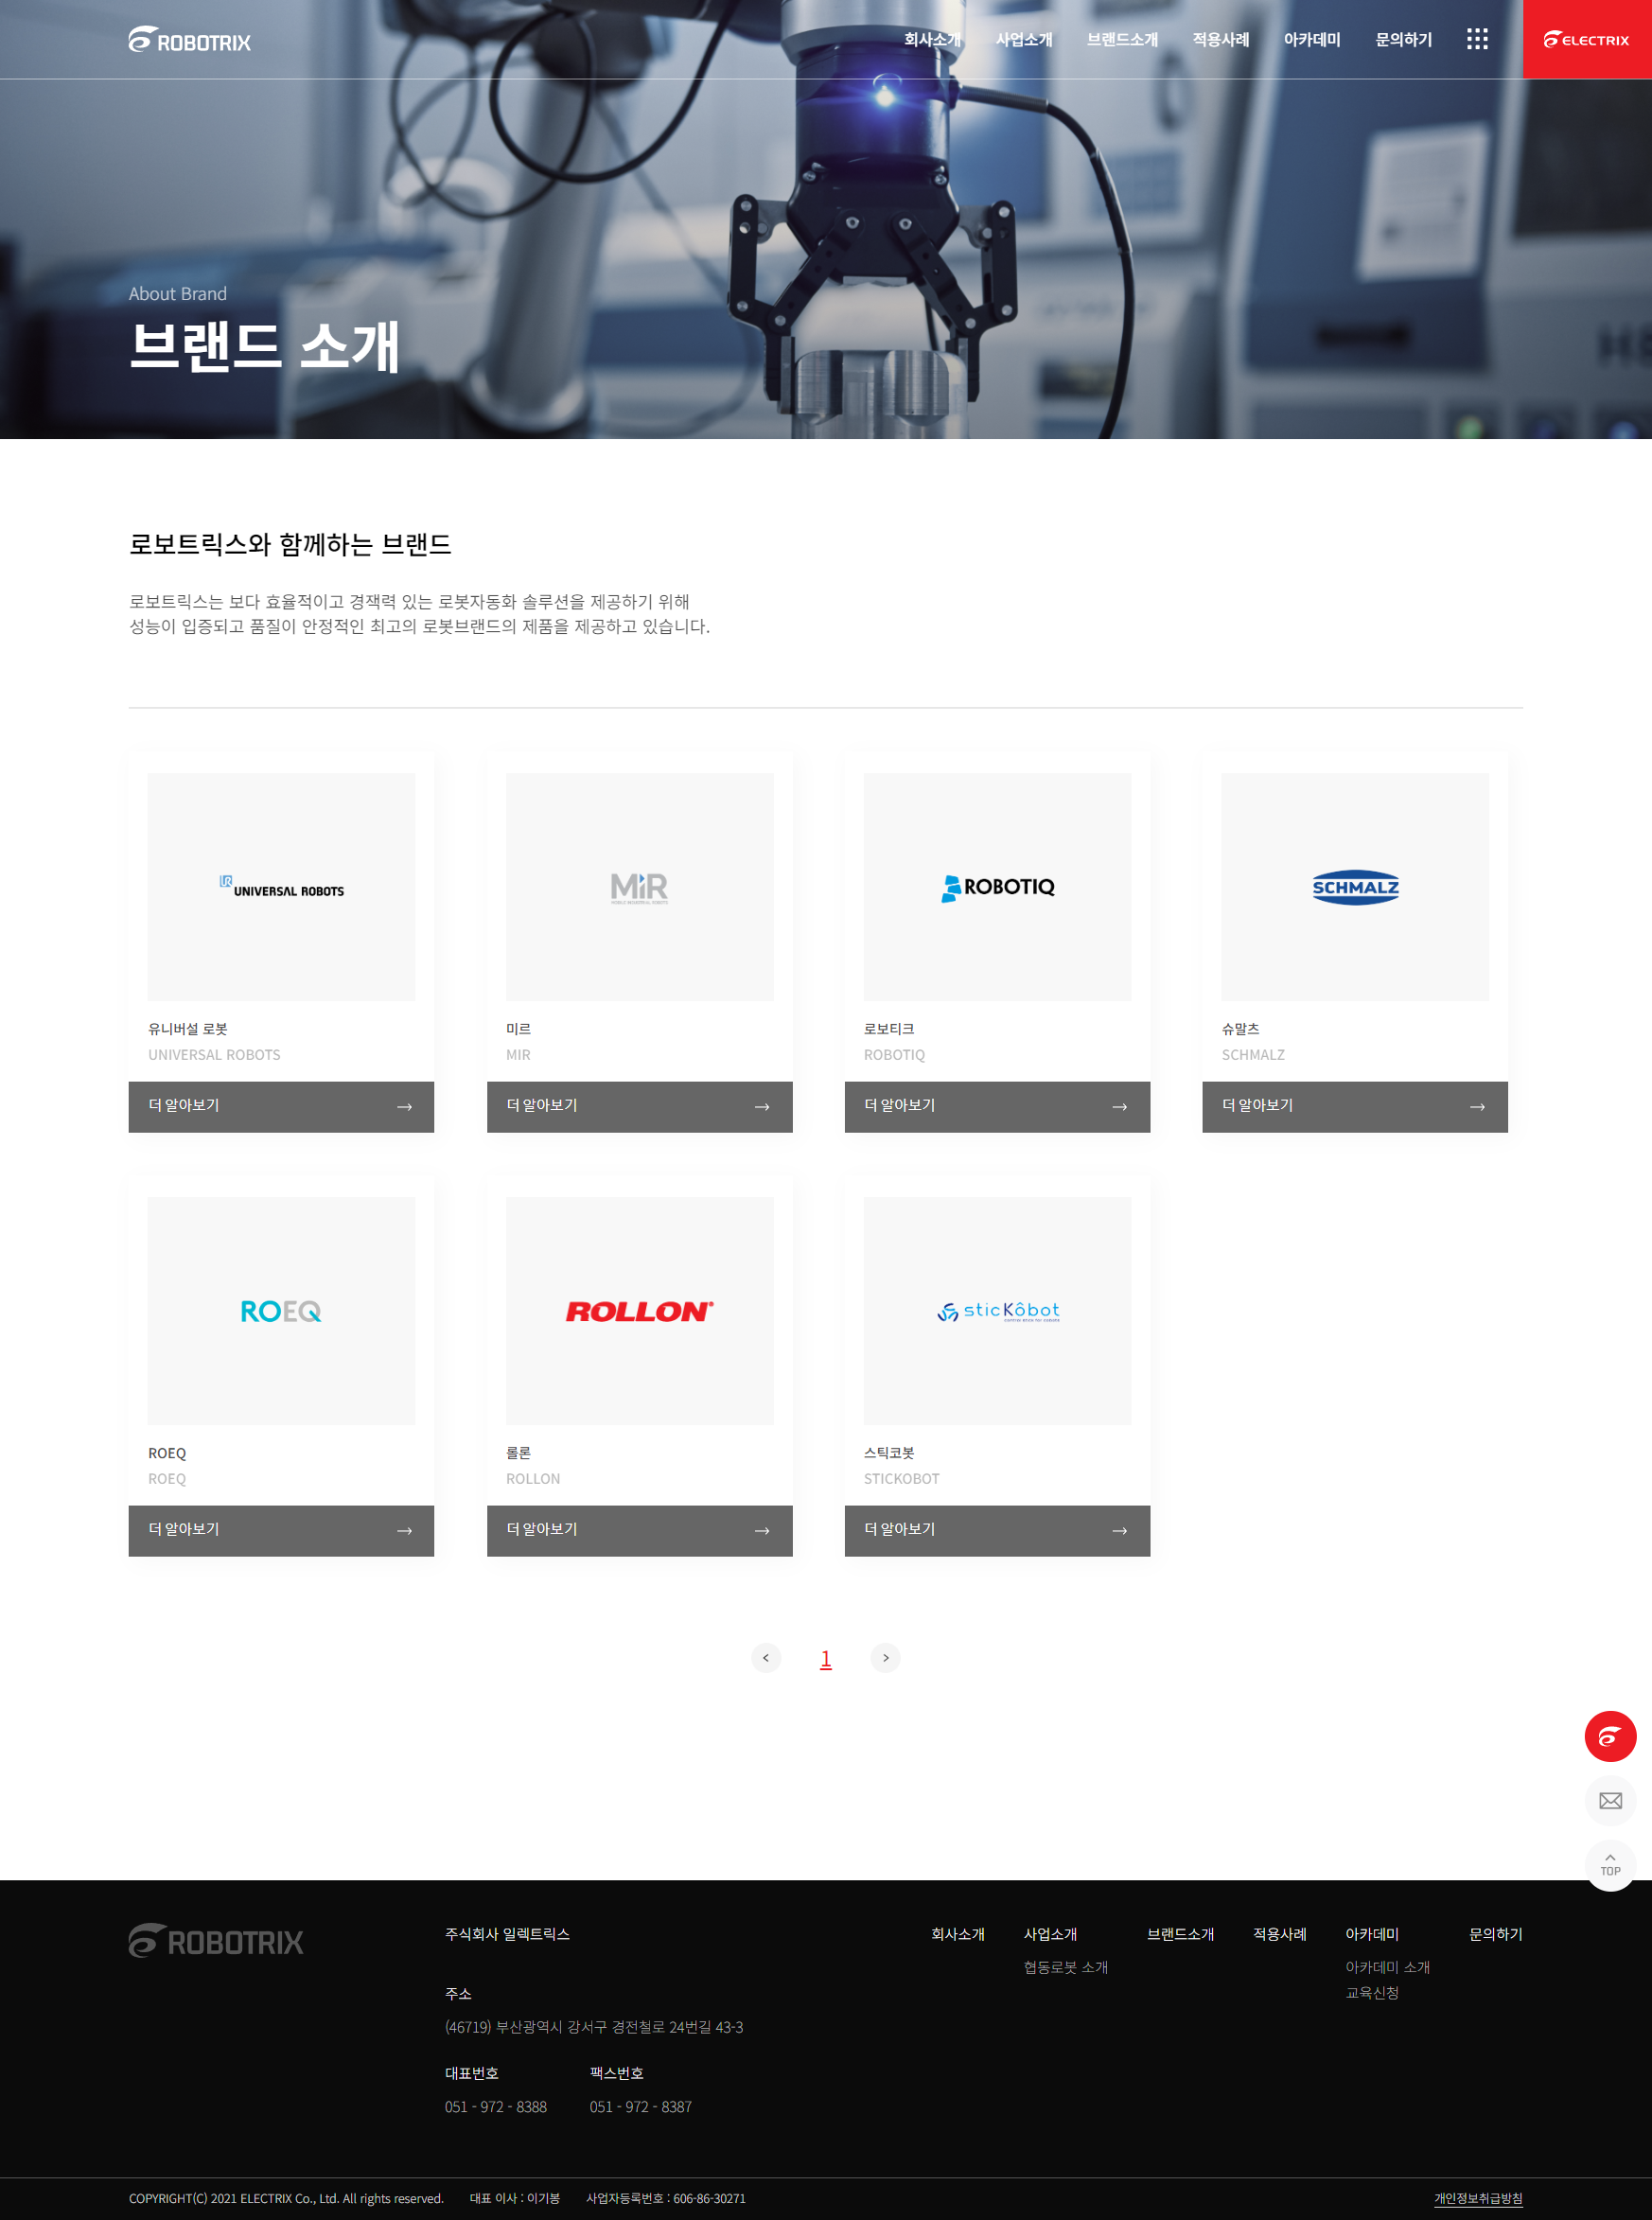 ROBOTRIX
회사소개 사업소개 브랜드소개 적용사례 아카데미 문의하기
ELECTRIX
About Brand
브랜드 소개
로보트릭스와 함께하는 브랜드
로보트릭스는 보다 효율적이고 경잭력 있는 로봇자동화 솔루션을 제공하기 위해
성능이 입증되고 품질이 안정적인 최고의 로봇브랜드의 제품을 제공하고 있습니다.
UR UNIVERSAL ROBOTS
MiR
MOBILE INDUSTRIAL ROBOTS
ROBOTIQ
SCHMALZ
유니버설 로봇
UNIVERSAL ROBOTS
더 알아보기
미르
MIR
더 알아보기
로보티크
ROBOTIQ
더 알아보기
슈말츠
SCHMALZ
더 알아보기
ROEQ
ROLLON®
sticKôbot
ROEQ
ROEQ
더 알아보기
롤론
ROLLON
더 알아보기
스틱코봇
STICKOBOT
더 알아보기
< 1 >
TOP
ROBOTRIX
주식회사 일렉트릭스
주소
(46719) 부산광역시 강서구 경전철로 24번길 43-3
대표번호 팩스번호
051 - 972 - 8388 051 - 972 - 8387
회사소개 사업소개 브랜드소개 적용사례 아카데미 문의하기
협동로봇 소개 아카데미 소개
교육신청
COPYRIGHT(C) 2021 ELECTRIX Co., Ltd. All rights reserved. 대표 이사 : 이기봉 사업자등록번호 : 606-86-30271 개인정보취급방침